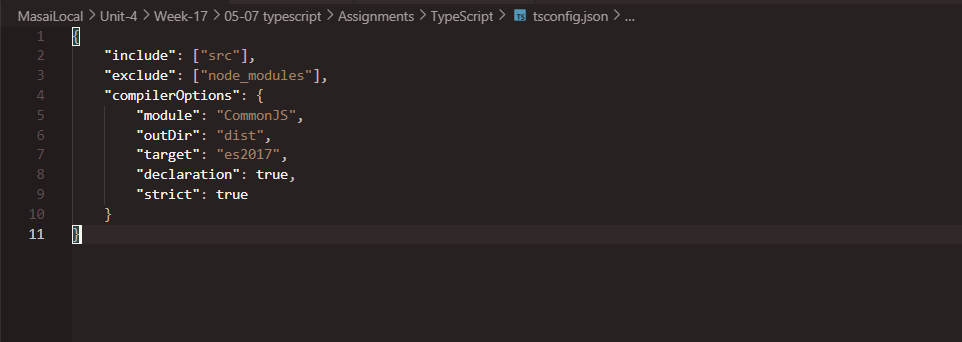 MasaiLocal > Unit-4 > Week-17 > 05-07 typescript > Assignments > TypeScript > TS tsconfig.json > ...
1 {
2 "include": ["src"],
3 "exclude": ["node_modules"],
4 "compilerOptions": {
5 "module": "CommonJS",
6 "outDir": "dist",
7 "target": "es2017",
8 "declaration": true,
9 "strict": true
10 }
11 }